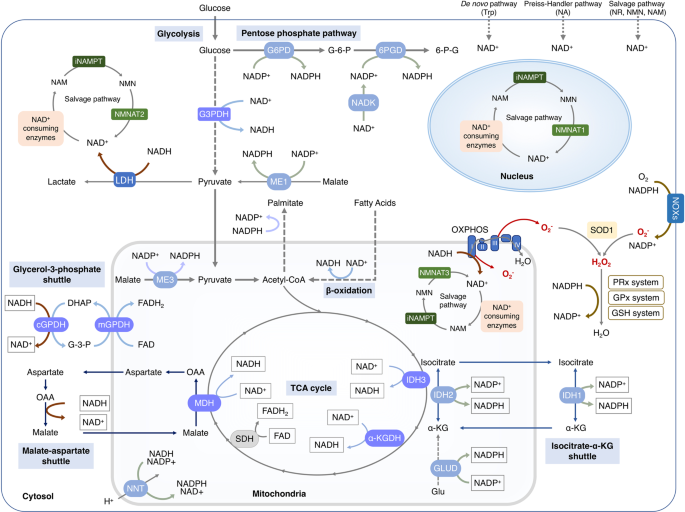 Glucose
De novo pathway
(Trp)
Preiss-Handler pathway
(NA)
Salvage pathway
(NR, NMN, NAM)
NAD⁺
NAD⁺
NAD⁺
Glycolysis
Pentose phosphate pathway
Glucose
G6PD
G-6-P
6PGD
6-P-G
NADP⁺
NADPH
NADP⁺
NADPH
NADK
NAD⁺
G3PDH
NAD⁺
NADH
iNAMPT
NAM
NMN
Salvage pathway
NMNAT2
NAD⁺
consuming
enzymes
NAD⁺
NADH
LDH
Lactate
Pyruvate
NADPH
NADP⁺
ME1
Malate
iNAMPT
NAM
NMN
Salvage pathway
NAD⁺
consuming
enzymes
NMNAT1
NAD⁺
Nucleus
O₂
NADPH
NOXs
NADP⁺
O₂⁻
SOD1
O₂⁻
H₂O₂
NADPH
NADP⁺
H₂O
PRx system
GPx system
GSH system
Palmitate
NADP⁺
NADPH
Fatty Acids
OXPHOS
I
II
III
IV
NADH
H₂O
O₂⁻
NMNAT3
NAD⁺
NMN
Salvage
pathway
iNAMPT
NAM
NAD⁺
consuming
enzymes
NADP⁺
NADPH
Malate
ME3
Pyruvate
Acetyl-CoA
NADH
NAD⁺
β-oxidation
Glycerol-3-phosphate
shuttle
NADH
DHAP
FADH₂
cGPDH
mGPDH
NAD⁺
G-3-P
FAD
Aspartate
Aspartate
OAA
OAA
NADH
NAD⁺
Malate
Malate
MDH
NADH
NAD⁺
TCA cycle
FADH₂
SDH
FAD
NAD⁺
NADH
IDH3
NAD⁺
NADH
α-KGDH
Isocitrate
Isocitrate
IDH2
NADP⁺
NADPH
IDH1
NADP⁺
NADPH
α-KG
α-KG
GLUD
NADPH
NADP⁺
Glu
Isocitrate-α-KG
shuttle
Malate-aspartate
shuttle
NADH
NADP+
NNT
H⁺
NADPH
NAD+
Cytosol
Mitochondria